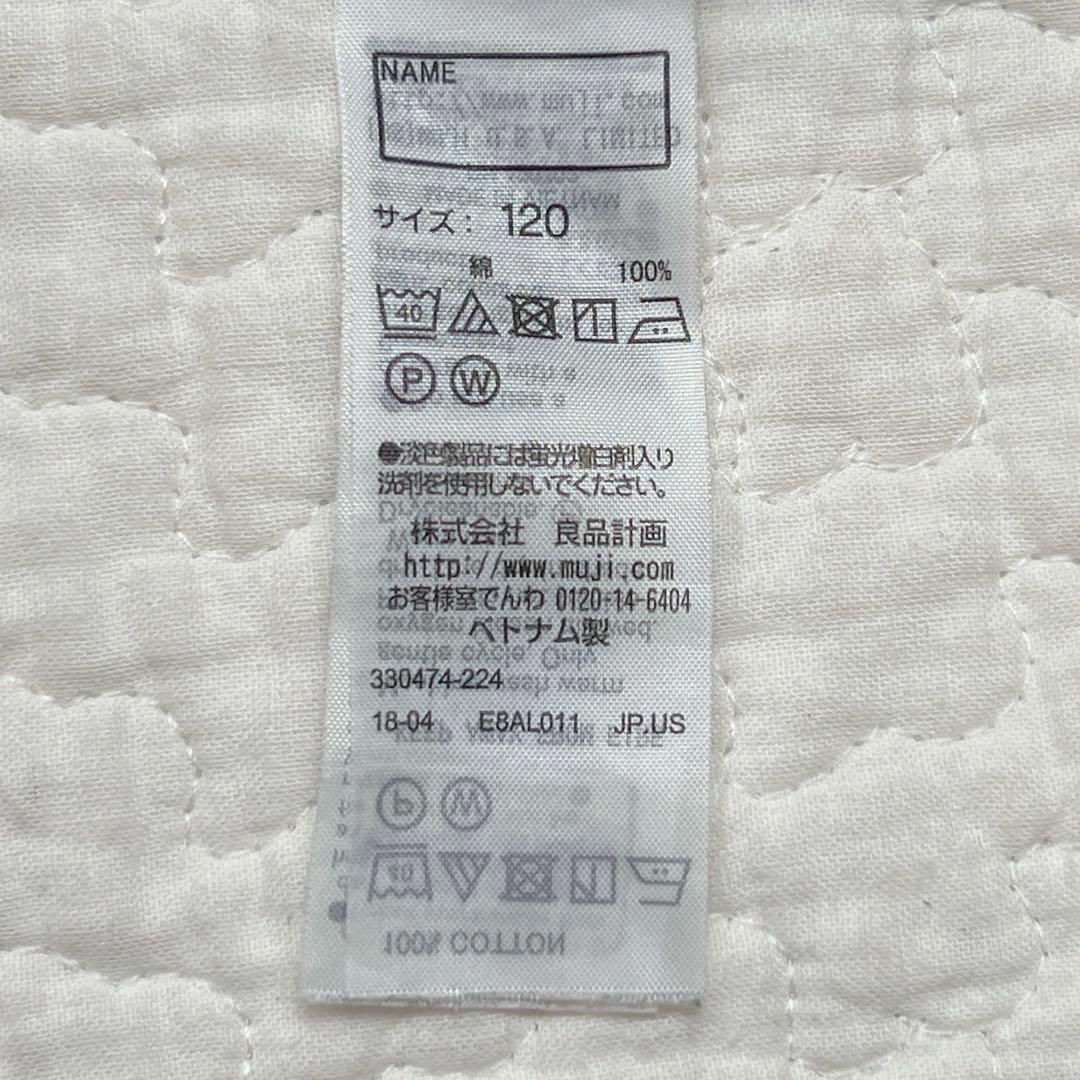 NAME
サイズ： 120
綿 100%
40
P W
●淡色製品には蛍光増白剤入り
洗剤を使用しないでください。
株式会社 良品計画
http://www.muji.com
お客様室でんわ 0120-14-6404
ベトナム製
330474-224
18-04 E8AL011 JP.US
P W
100% COTTON